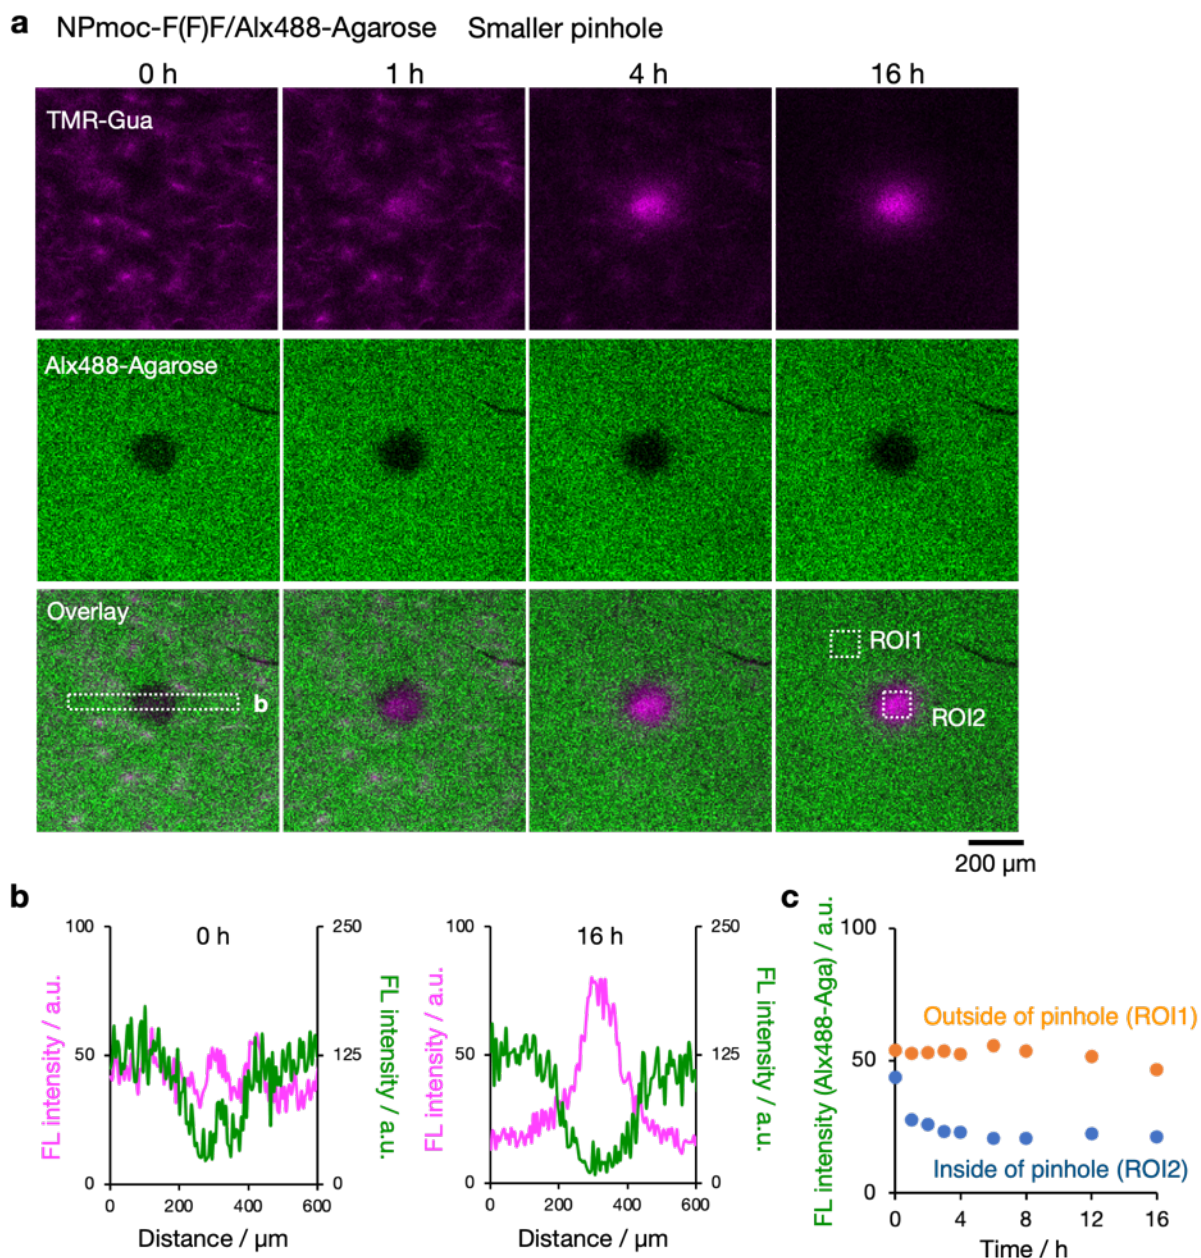 a NPmoc-F(F)F/Alx488-Agarose Smaller pinhole
0 h 1 h 4 h 16 h
TMR-Gua
Alx488-Agarose
Overlay
b
ROI1
ROI2
200 μm
b
100
50
0
FL intensity / a.u.
0 h
250
125
0
FL intensity / a.u.
0 200 400 600
Distance / μm
100
50
0
FL intensity / a.u.
16 h
250
125
0
FL intensity / a.u.
0 200 400 600
Distance / μm
c
100
50
0
FL intensity (Alx488-Aga) / a.u.
Outside of pinhole (ROI1)
Inside of pinhole (ROI2)
0 4 8 12 16
Time / h